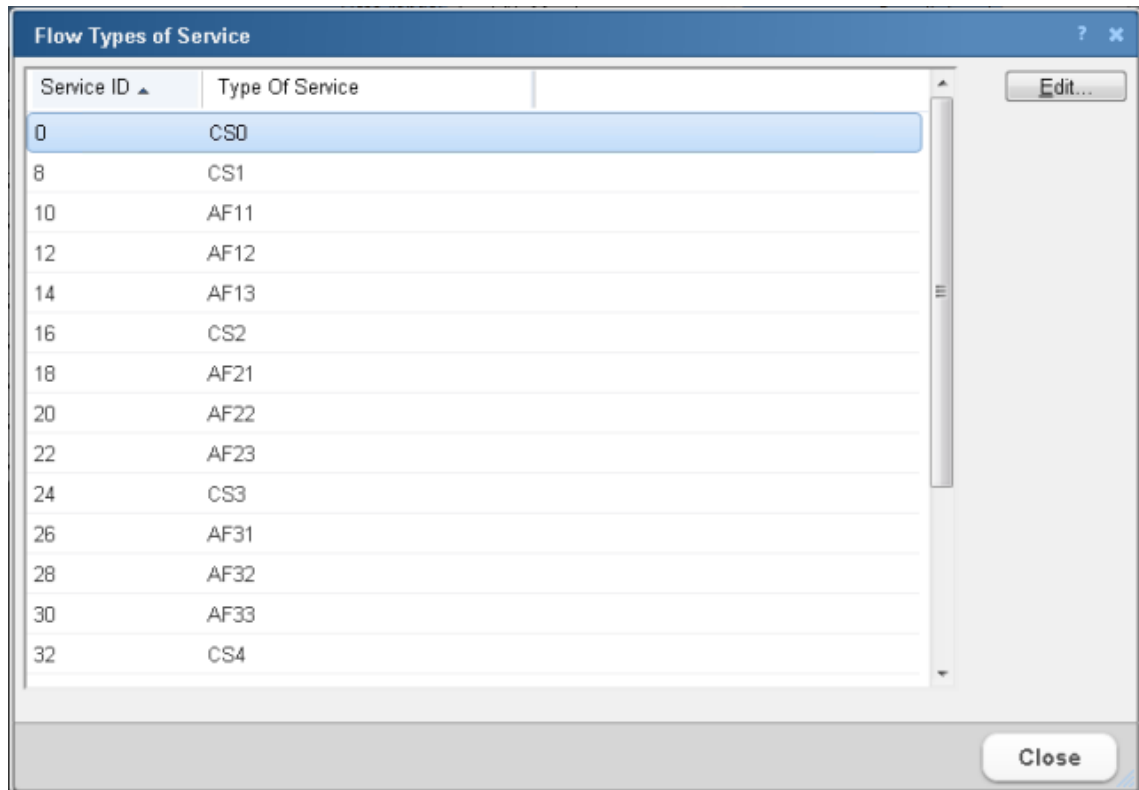 Flow Types of Service ?
Service ID Type Of Service
Edit...
0 CS0
8 CS1
10 AF11
12 AF12
14 AF13
16 CS2
18 AF21
20 AF22
22 AF23
24 CS3
26 AF31
28 AF32
30 AF33
32 CS4
Close